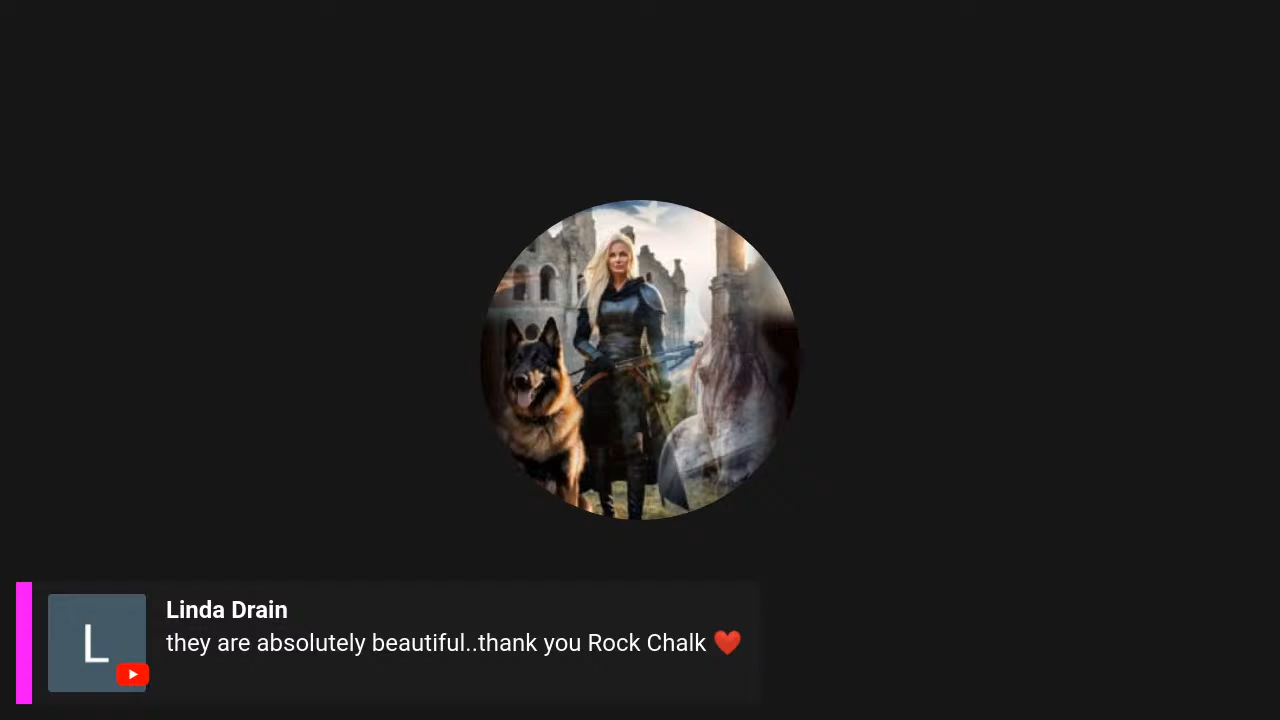 Linda Drain
they are absolutely beautiful..thank you Rock Chalk ❤️
L